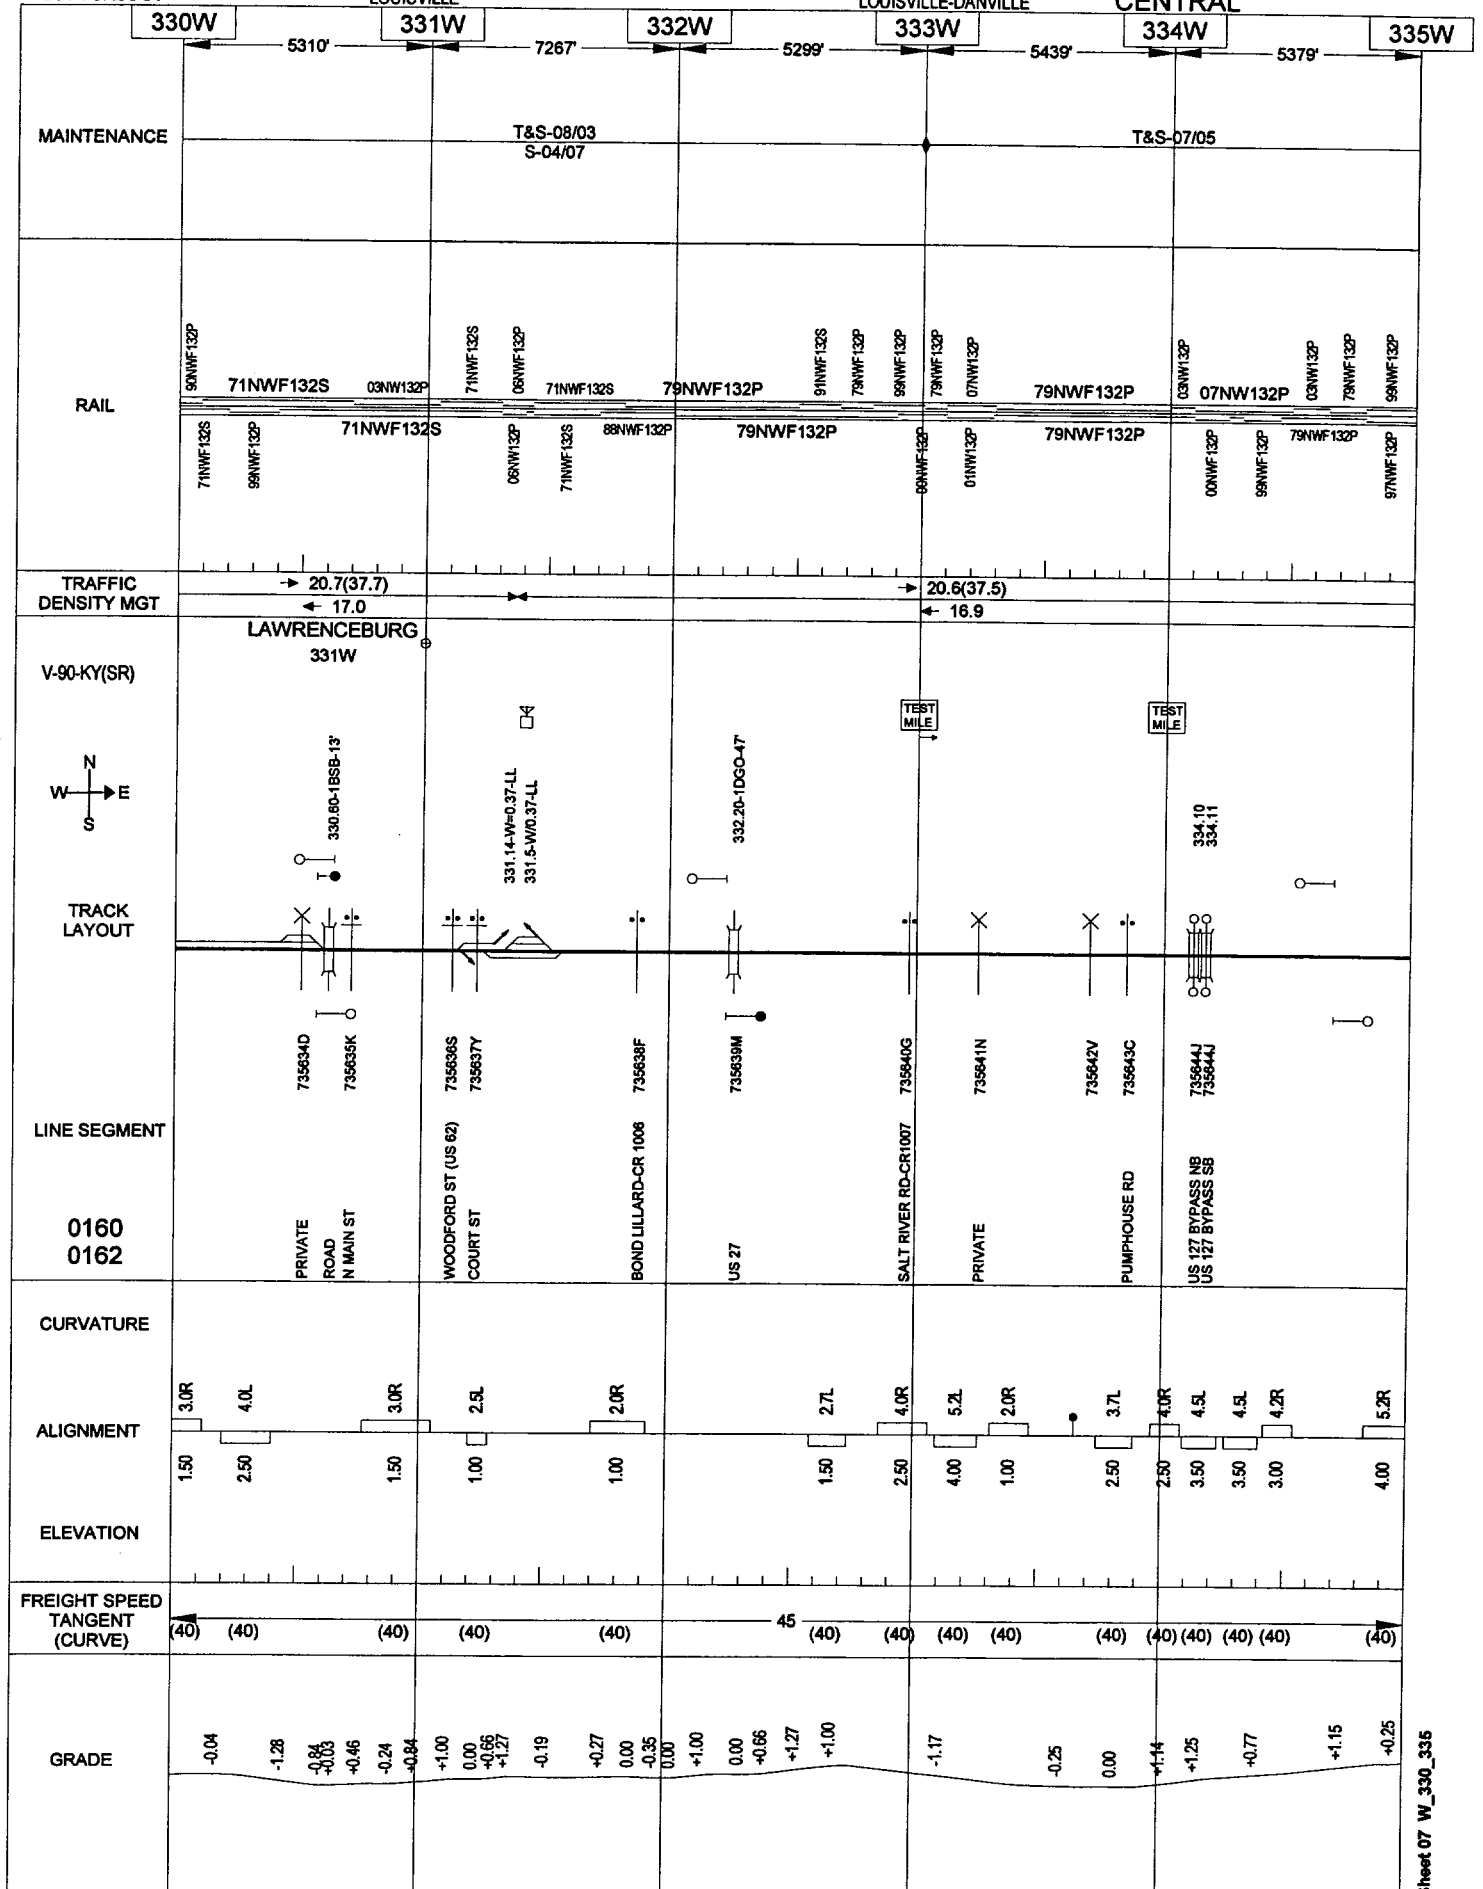 LOUISVILLE
LOUISVILLE-DANVILLE
CENTRAL
330W 331W 332W 333W 334W 335W
5310' 7267' 5299' 5439' 5379'
MAINTENANCE
T&S-08/03
S-04/07
T&S-07/05
RAIL
90NWF132P 71NWF132S 03NW132P 71NWF132S 06NWF132P 71NWF132S 79NWF132P 91NWF132S 79NWF132P 99NWF132P 79NWF132P 07NW132P 79NWF132P 03NW132P 07NW132P 03NW132P 79NWF132P 99NWF132P
71NWF132S 99NWF132P 71NWF132S 06NW132P 71NWF132S 88NWF132P 79NWF132P 00NWF132P 01NW132P 79NWF132P 00NWF132P 99NWF132P 79NWF132P 97NWF132P
TRAFFIC
DENSITY MGT
20.7(37.7)
17.0
20.6(37.5)
16.9
LAWRENCEBURG
331W
V-90-KY(SR)
TEST
MILE
TEST
MILE
N
W E
S
330.60-1BSB-13'
331.14-W=0.37-LL
331.5-W/0.37-LL
332.20-1DGO-47'
334.10
334.11
TRACK
LAYOUT
735634D 735635K 735636S 735637Y 735638F 735639M 735640G 735641N 735642V 735643C 735644J 735644J
LINE SEGMENT
0160
0162
PRIVATE
ROAD
N MAIN ST
WOODFORD ST (US 62)
COURT ST
BOND LILLARD-CR 1006
US 27
SALT RIVER RD-CR1007
PRIVATE
PUMPHOUSE RD
US 127 BYPASS NB
US 127 BYPASS SB
CURVATURE
3.0R 4.0L 3.0R 2.5L 2.0R 2.7L 4.0R 5.2L 2.0R 3.7L 4.0R 4.5L 4.5L 4.2R 5.2R
ALIGNMENT
1.50 2.50 1.50 1.00 1.00 1.50 2.50 4.00 1.00 2.50 2.50 3.50 3.50 3.00 4.00
ELEVATION
FREIGHT SPEED
TANGENT
(CURVE)
45
(40) (40) (40) (40) (40) (40) (40) (40) (40) (40) (40) (40) (40) (40) (40)
GRADE
-0.04 -1.28 -0.84 +0.03 +0.46 -0.24 +0.84 +1.00 0.00 +0.66 +1.27 -0.19 +0.27 0.00 -0.35 0.00 +1.00 0.00 +0.66 +1.27 +1.00 -1.17 -0.25 0.00 +1.14 +1.25 +0.77 +1.15 +0.25
Sheet 07 W_330_335